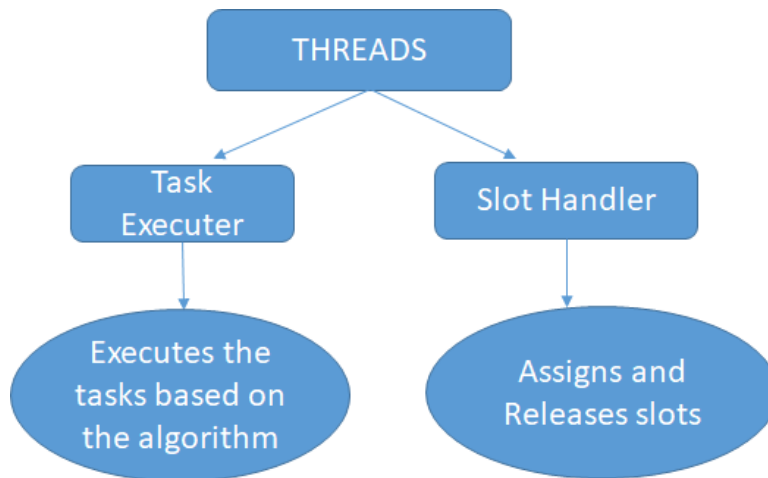 THREADS
Task
Executer
Slot Handler
Executes the
tasks based on
the algorithm
Assigns and
Releases slots